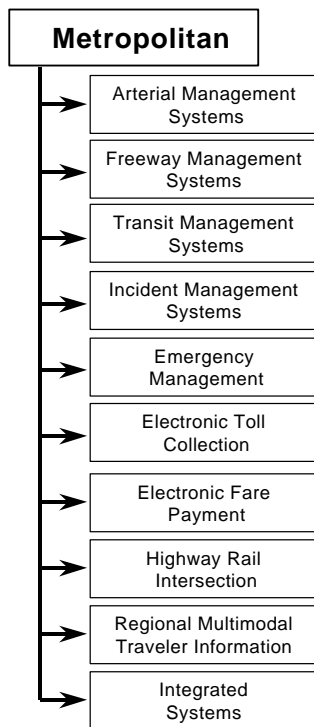 Metropolitan
Arterial Management
Systems
Freeway Management
Systems
Transit Management
Systems
Incident Management
Systems
Emergency
Management
Electronic Toll
Collection
Electronic Fare
Payment
Highway Rail
Intersection
Regional Multimodal
Traveler Information
Integrated
Systems